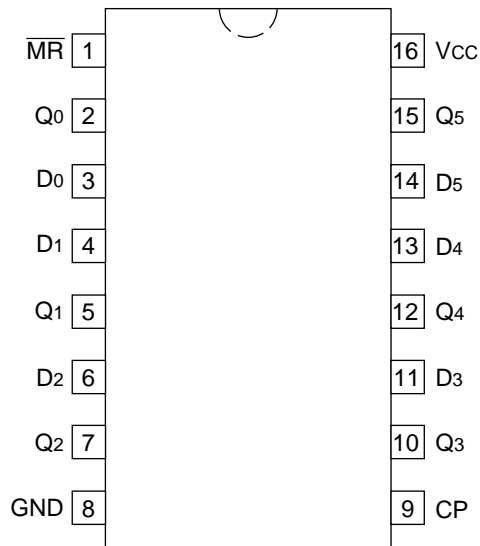 M̅R̅ 1 16 VCC
Q0 2 15 Q5
D0 3 14 D5
D1 4 13 D4
Q1 5 12 Q4
D2 6 11 D3
Q2 7 10 Q3
GND 8 9 CP